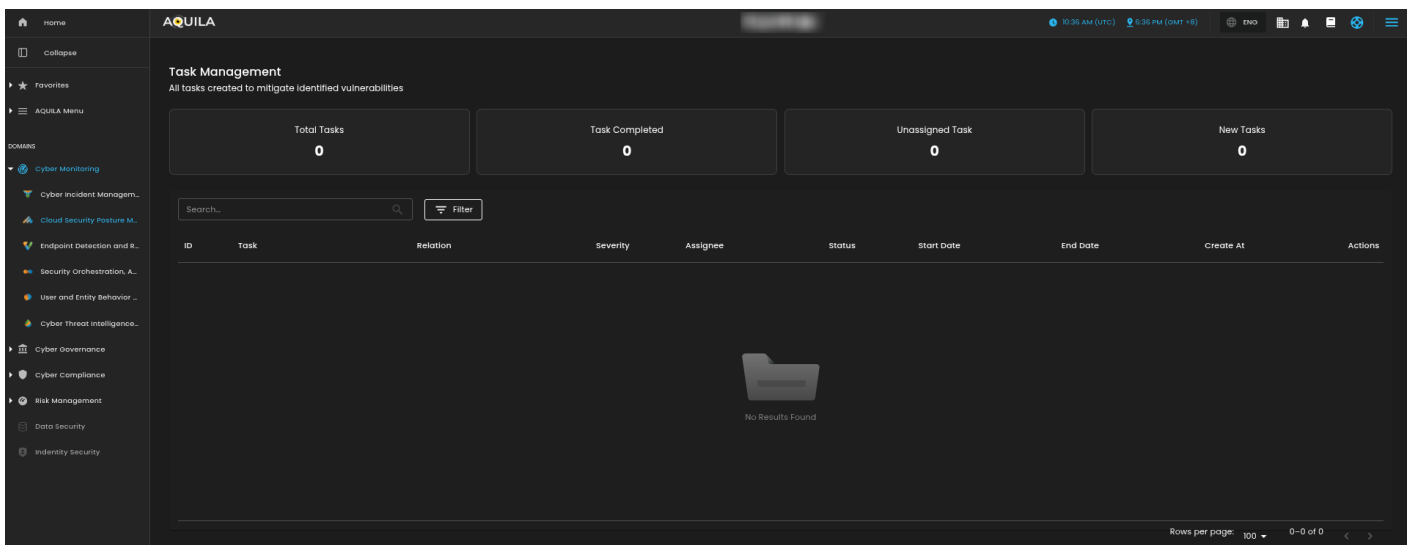 Home
AQUILA
10:36 AM (UTC) 6:36 PM (GMT +8) ENG
Collapse
Favorites
AQUILA Menu
DOMAINS
Cyber Monitoring
Cyber Incident Managem...
Cloud Security Posture M...
Endpoint Detection and R...
Security Orchestration, A...
User and Entity Behavior ...
Cyber Threat Intelligence...
Cyber Governance
Cyber Compliance
Risk Management
Data Security
Indentity Security
Task Management
All tasks created to mitigate identified vulnerabilities
Total Tasks
0
Task Completed
0
Unassigned Task
0
New Tasks
0
Search... Filter
ID Task Relation Severity Assignee Status Start Date End Date Create At Actions
No Results Found
Rows per page: 100 0-0 of 0